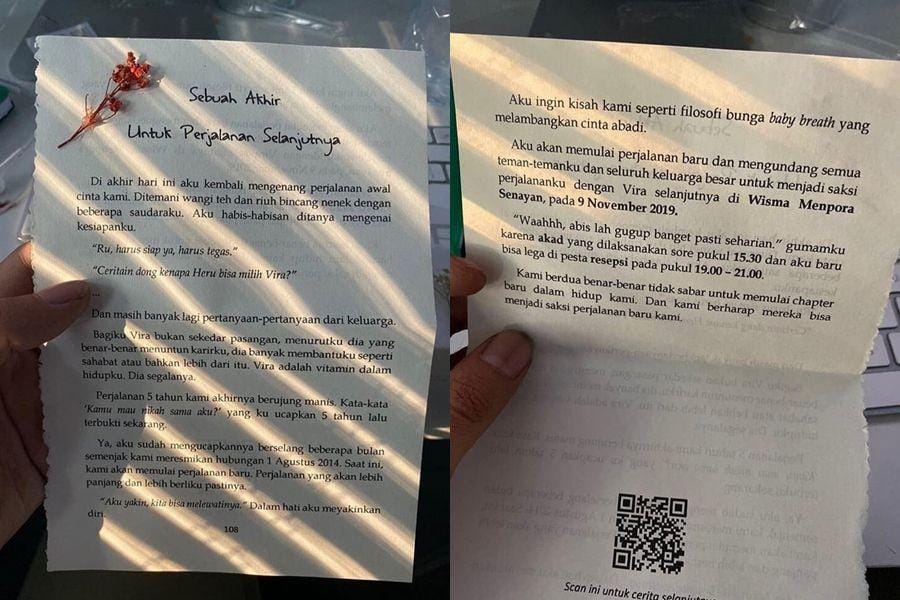 Sebuah Akhir
Untuk Perjalanan Selanjutnya
Di akhir hari ini aku kembali mengenang perjalanan awal
cinta kami. Ditemani wangi teh dan riuh bincang nenek dengan
beberapa saudaraku. Aku habis-habisan ditanya mengenai
kesiapanku.
"Ru, harus siap ya, harus tegas."
"Ceritain dong kenapa Heru bisa milih Vira?"
...
Dan masih banyak lagi pertanyaan-pertanyaan dari keluarga.
Bagiku Vira bukan sekedar pasangan, menurutku dia yang
benar-benar menuntun karirku, dia banyak membantuku seperti
sahabat atau bahkan lebih dari itu. Vira adalah vitamin dalam
hidupku. Dia segalanya.
Perjalanan 5 tahun kami akhirnya berujung manis. Kata-kata
'Kamu mau nikah sama aku?' yang ku ucapkan 5 tahun lalu
terbukti sekarang.
Ya, aku sudah mengucapkannya berselang beberapa bulan
semenjak kami meresmikan hubungan 1 Agustus 2014. Saat ini,
kami akan memulai perjalanan baru. Perjalanan yang akan lebih
panjang dan lebih berliku pastinya.
"Aku yakin, kita bisa melewatinya." Dalam hati aku meyakinkan
diri.
108
Aku ingin kisah kami seperti filosofi bunga baby breath yang
melambangkan cinta abadi.
Aku akan memulai perjalanan baru dan mengundang semua
teman-temanku dan seluruh keluarga besar untuk menjadi saksi
perjalananku dengan Vira selanjutnya di Wisma Menpora
Senayan, pada 9 November 2019.
"Waahhh, abis lah gugup banget pasti seharian." gumamku
karena akad yang dilaksanakan sore pukul 15.30 dan aku baru
bisa lega di pesta resepsi pada pukul 19.00 – 21.00.
Kami berdua benar-benar tidak sabar untuk memulai chapter
baru dalam hidup kami. Dan kami berharap mereka bisa
menjadi saksi perjalanan baru kami.
Scan ini untuk cerita selanjutnya